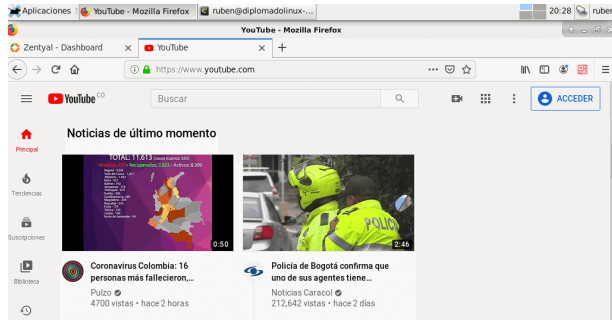 Aplicaciones YouTube - Mozilla Firefox ruben@diplomadolinux-... 20:28 ruben
YouTube - Mozilla Firefox
Zentyal - Dashboard × YouTube × +
https://www.youtube.com
YouTube CO Buscar ACCEDER
Noticias de último momento
Principal
Tendencias
Suscripciones
Biblioteca
TOTAL: 11.613
0:50
POLICÍA
2:46
Coronavirus Colombia: 16
personas más fallecieron,...
Pulzo
4700 vistas • hace 2 horas
Policía de Bogotá confirma que
uno de sus agentes tiene...
Noticias Caracol
212,642 vistas • hace 2 días